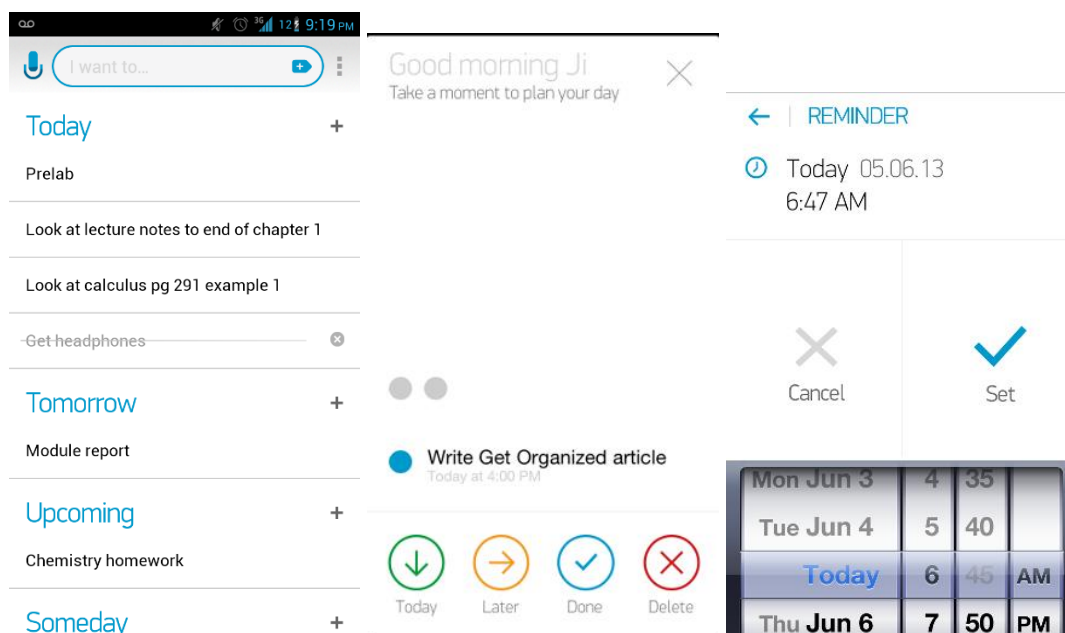 3G 12 9:19 PM
I want to...
Today
Prelab
Look at lecture notes to end of chapter 1
Look at calculus pg 291 example 1
Get headphones
Tomorrow
Module report
Upcoming
Chemistry homework
Someday
Good morning Ji
Take a moment to plan your day
Write Get Organized article
Today at 4:00 PM
Today Later Done Delete
REMINDER
Today 05.06.13
6:47 AM
Cancel Set
Mon Jun 3 4 35
Tue Jun 4 5 40
Today 6 45 AM
Thu Jun 6 7 50 PM